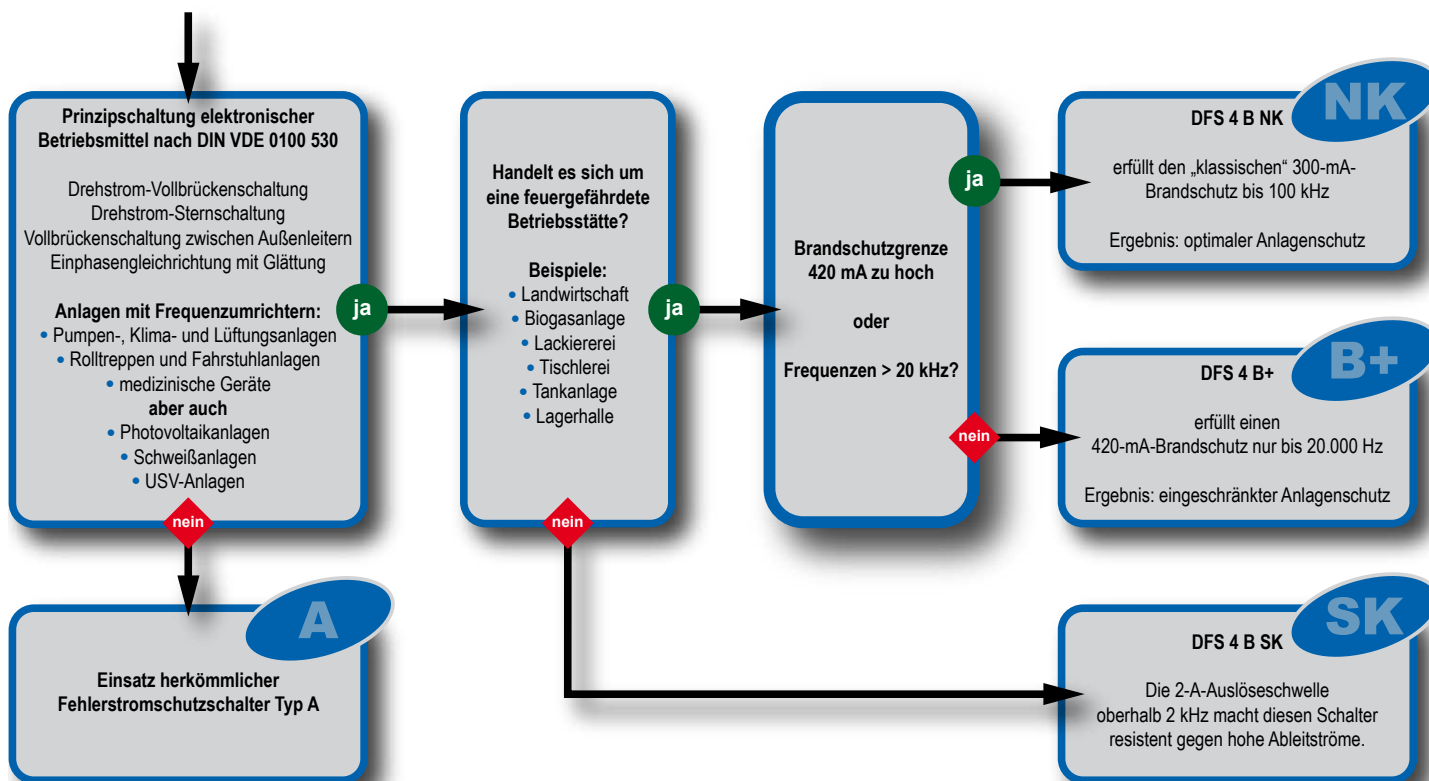 Prinzipschaltung elektronischer
Betriebsmittel nach DIN VDE 0100 530
Drehstrom-Vollbrückenschaltung
Drehstrom-Sternschaltung
Vollbrückenschaltung zwischen Außenleitern
Einphasengleichrichtung mit Glättung
Anlagen mit Frequenzumrichtern:
• Pumpen-, Klima- und Lüftungsanlagen
• Rolltreppen und Fahrstuhlanlagen
• medizinische Geräte
aber auch
• Photovoltaikanlagen
• Schweißanlagen
• USV-Anlagen
ja
nein
A
Einsatz herkömmlicher
Fehlerstromschutzschalter Typ A
Handelt es sich um
eine feuergefährdete
Betriebsstätte?
Beispiele:
• Landwirtschaft
• Biogasanlage
• Lackiererei
• Tischlerei
• Tankanlage
• Lagerhalle
ja
nein
Brandschutzgrenze
420 mA zu hoch
oder
Frequenzen > 20 kHz?
ja
nein
NK
DFS 4 B NK
erfüllt den „klassischen“ 300-mA-
Brandschutz bis 100 kHz
Ergebnis: optimaler Anlagenschutz
B+
DFS 4 B+
erfüllt einen
420-mA-Brandschutz nur bis 20.000 Hz
Ergebnis: eingeschränkter Anlagenschutz
SK
DFS 4 B SK
Die 2-A-Auslöseschwelle
oberhalb 2 kHz macht diesen Schalter
resistent gegen hohe Ableitströme.